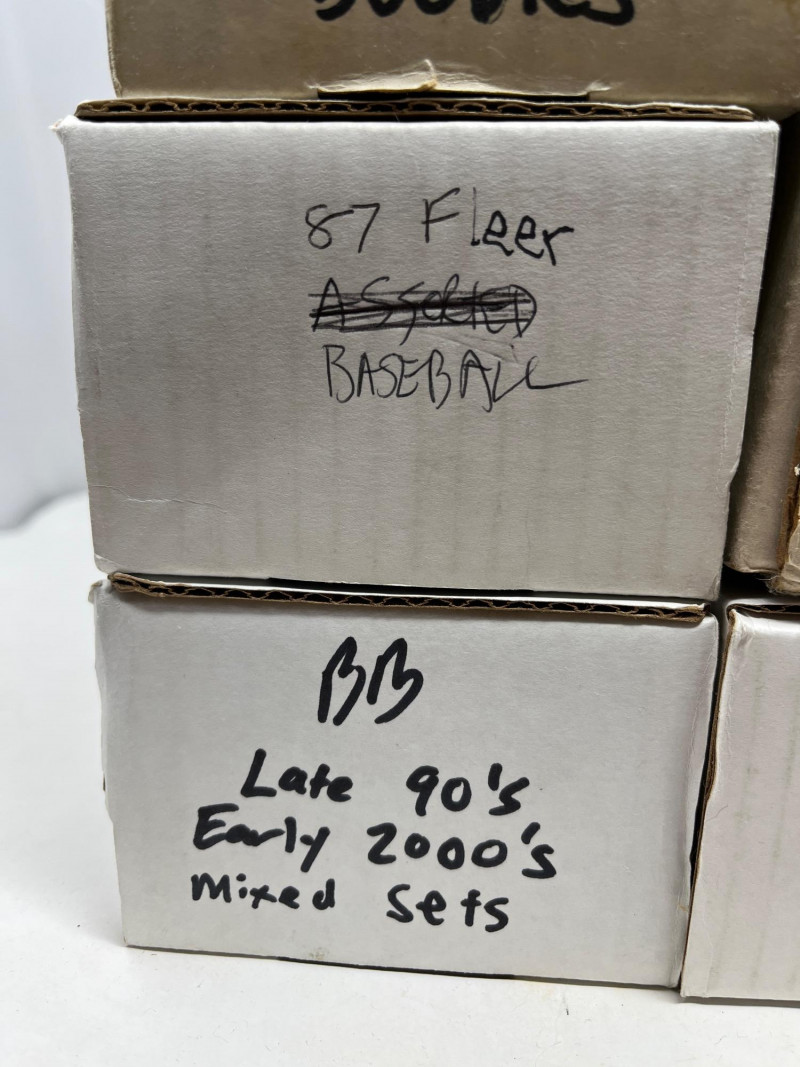 87 Fleer
ASSORTED
BASEBALL
BB
Late 90's
Early 2000's
Mixed Sets